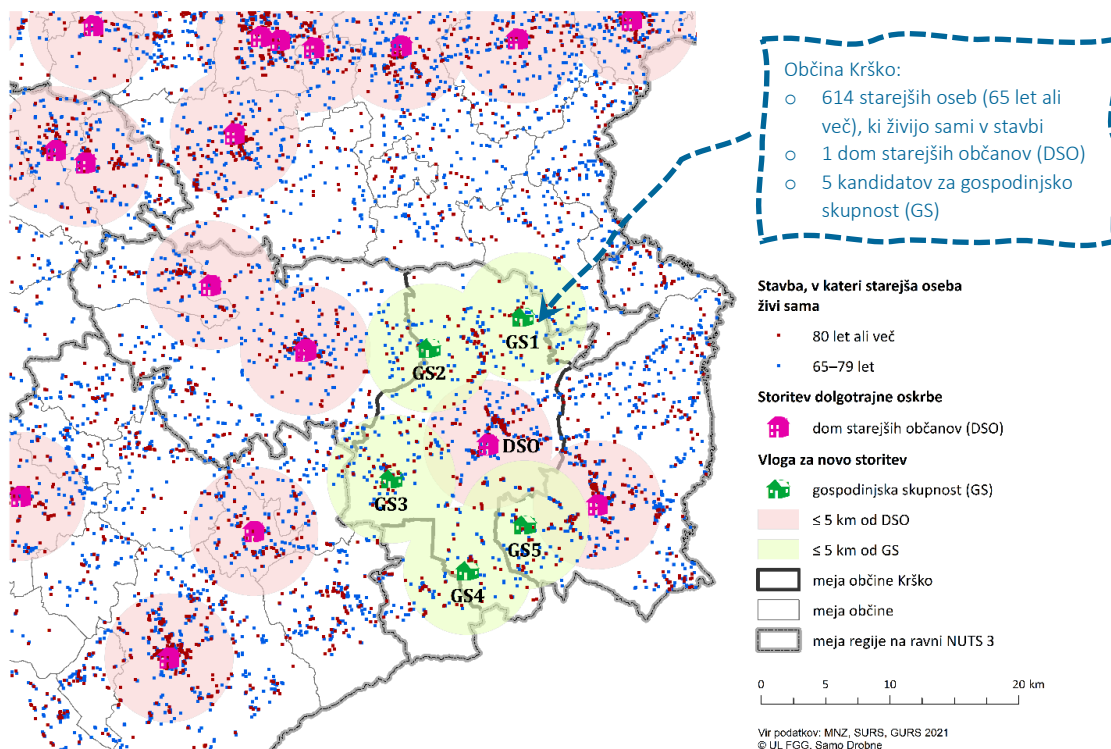 Občina Krško:
o 614 starejših oseb (65 let ali
več), ki živijo sami v stavbi
o 1 dom starejših občanov (DSO)
o 5 kandidatov za gospodinjsko
skupnost (GS)
GS1
GS2
DSO
GS3
GS5
GS4
Stavba, v kateri starejša oseba
živi sama
80 let ali več
65–79 let
Storitev dolgotrajne oskrbe
dom starejših občanov (DSO)
Vloga za novo storitev
gospodinjska skupnost (GS)
≤ 5 km od DSO
≤ 5 km od GS
meja občine Krško
meja občine
meja regije na ravni NUTS 3
0 5 10 20 km
Vir podatkov: MNZ, SURS, GURS 2021
© UL FGG, Samo Drobne